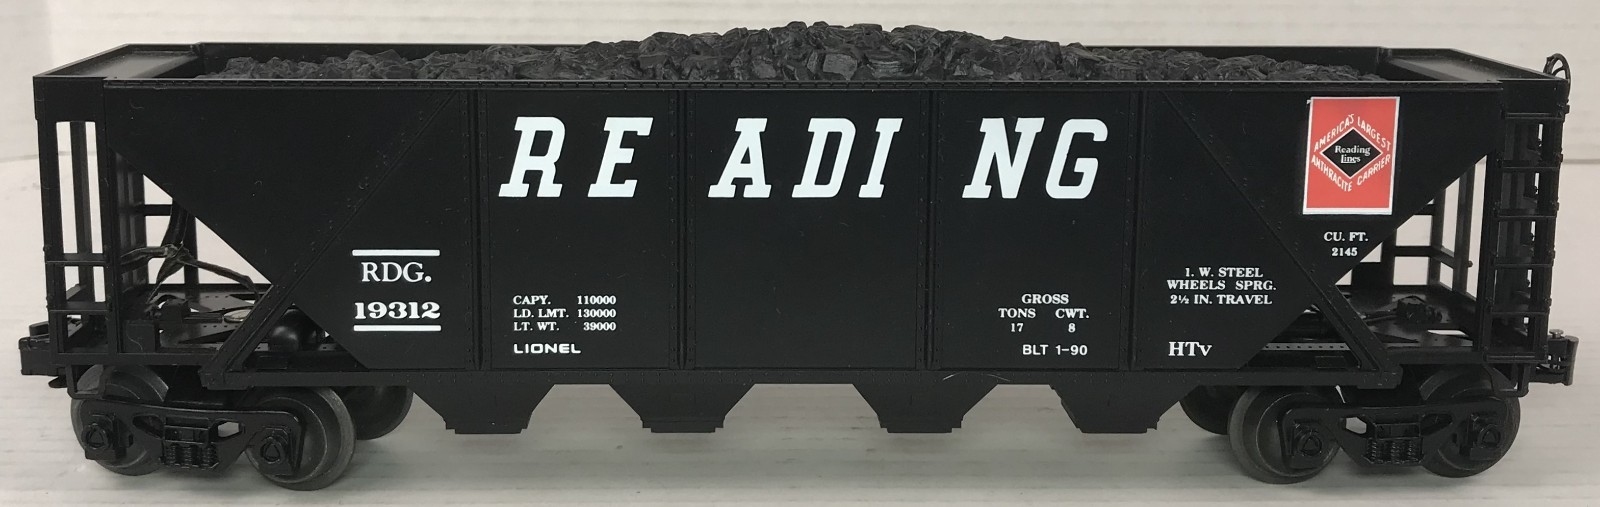 READING
AMERICA'S LARGEST
Reading
Lines
ANTHRACITE CARRIER
CU. FT.
2145
RDG.
19312
CAPY. 110000
LD. LMT. 130000
LT. WT. 39000
LIONEL
GROSS
TONS CWT.
17 8
BLT 1-90
1. W. STEEL
WHEELS SPRG.
2½ IN. TRAVEL
HTv